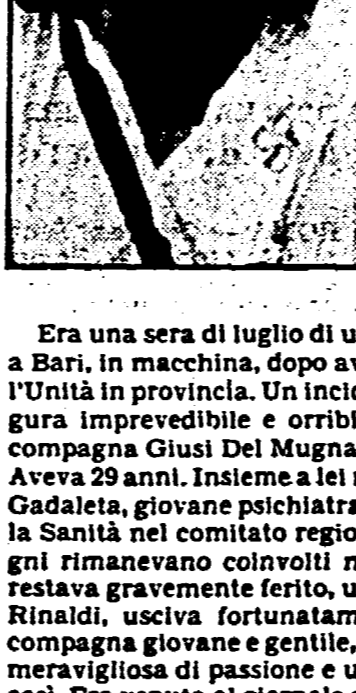 Era una sera di luglio di u
a Bari, in macchina, dopo av
l'Unità in provincia. Un incid
gura imprevedibile e orribi
compagna Giusi Del Mugna
Aveva 29 anni. Insieme a lei
Gadaleta, giovane psichiatra
la Sanità nel comitato regio
gni rimanevano coinvolti n
restava gravemente ferito, u
Rinaldi, usciva fortunatam
compagna giovane e gentile,
meravigliosa di passione e u